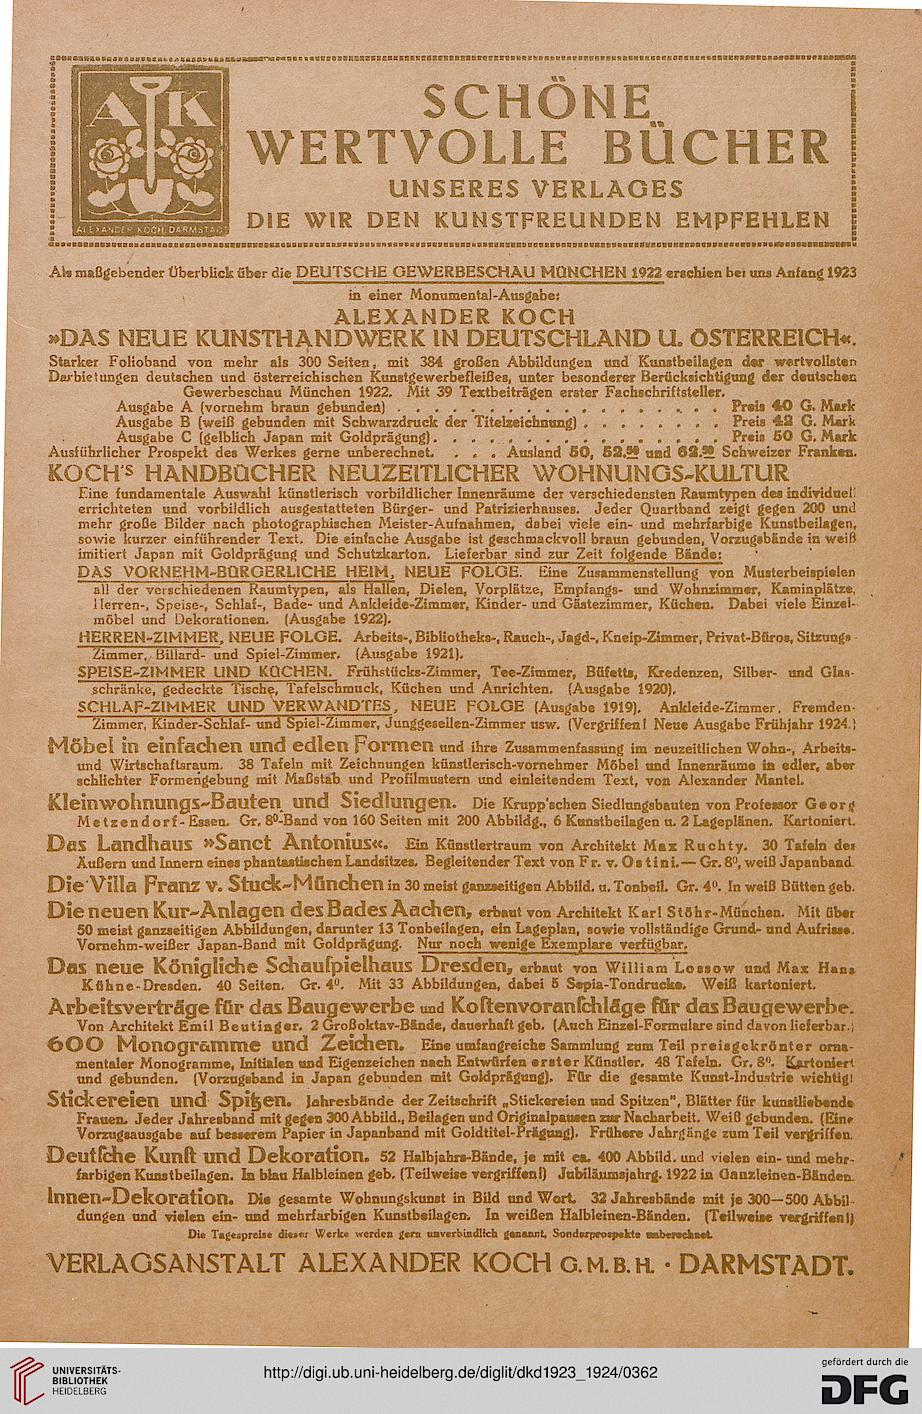 A K
ALEXANDER KOCH, DARMSTADT
SCHÖNE
WERTVOLLE BÜCHER
UNSERES VERLAGES
DIE WIR DEN KUNSTFREUNDEN EMPFEHLEN
Als maßgebender Überblick über die DEUTSCHE GEWERBESCHAU MÜNCHEN 1922 erschien bei uns Anfang 1923
in einer Monumental-Ausgabe:
ALEXANDER KOCH
»DAS NEUE KUNSTHANDWERK IN DEUTSCHLAND U. ÖSTERREICH«.
Starker Folioband von mehr als 300 Seiten, mit 384 großen Abbildungen und Kunstbeilagen der wertvollsten
Darbietungen deutschen und österreichischen Kunstgewerbefleißes, unter besonderer Berücksichtigung der deutschen
Gewerbeschau München 1922. Mit 39 Textbeiträgen erster Fachschriftsteller.
Ausgabe A (vornehm braun gebunden) . . . . . . . . . . . . . . . . . . Preis 40 G. Mark
Ausgabe B (weiß gebunden mit Schwarzdruck der Titelzeichnung) . . . . . . . . Preis 42 G. Mark
Ausgabe C (gelblich Japan mit Goldprägung) . . . . . . . . . . . . . . . . Preis 50 G. Mark
Ausführlicher Prospekt des Werkes gerne unberechnet. . . . Ausland 50, 52.50 und 62.50 Schweizer Franken.
KOCH'S HANDBÜCHER NEUZEITLICHER WOHNUNGS-KULTUR
Eine fundamentale Auswahl künstlerisch vorbildlicher Innenräume der verschiedensten Raumtypen des individuell
errichteten und vorbildlich ausgestatteten Bürger- und Patrizierhauses. Jeder Quartband zeigt gegen 200 und
mehr große Bilder nach photographischen Meister-Aufnahmen, dabei viele ein- und mehrfarbige Kunstbeilagen,
sowie kurzer einführender Text. Die einfache Ausgabe ist geschmackvoll braun gebunden, Vorzugsbände in weiß
imitiert Japan mit Goldprägung und Schutzkarton. Lieferbar sind zur Zeit folgende Bände:
DAS VORNEHM-BÜRGERLICHE HEIM, NEUE FOLGE. Eine Zusammenstellung von Musterbeispielen
all der verschiedenen Raumtypen, als Hallen, Dielen, Vorplätze, Empfangs- und Wohnzimmer, Kaminplätze,
Herren-, Speise-, Schlaf-, Bade- und Ankleide-Zimmer, Kinder- und Gästezimmer, Küchen. Dabei viele Einzel-
möbel und Dekorationen. (Ausgabe 1922).
HERREN-ZIMMER, NEUE FOLGE. Arbeits-, Bibliotheks-, Rauch-, Jagd-, Kneip-Zimmer, Privat-Büros, Sitzungs-
Zimmer, Billard- und Spiel-Zimmer. (Ausgabe 1921).
SPEISE-ZIMMER UND KÜCHEN. Frühstücks-Zimmer, Tee-Zimmer, Büfetts, Kredenzen, Silber- und Glas-
schränke, gedeckte Tische, Tafelschmuck, Küchen und Anrichten. (Ausgabe 1920).
SCHLAF-ZIMMER UND VERWANDTES, NEUE FOLGE (Ausgabe 1919). Ankleide-Zimmer, Fremden-
Zimmer, Kinder-Schlaf- und Spiel-Zimmer, Junggesellen-Zimmer usw. (Vergriffen! Neue Ausgabe Frühjahr 1924.)
Möbel in einfachen und edlen Formen und ihre Zusammenfassung im neuzeitlichen Wohn-, Arbeits-
und Wirtschaftsraum. 38 Tafeln mit Zeichnungen künstlerisch-vornehmer Möbel und Innenräume in edler, aber
schlichter Formengebung mit Maßstab und Profilmustern und einleitendem Text, von Alexander Mantel.
Kleinwohnungs-Bauten und Siedlungen. Die Krupp'schen Siedlungsbauten von Professor Georg
Metzendorf-Essen. Gr. 8⁰-Band von 160 Seiten mit 200 Abbildg., 6 Kunstbeilagen u. 2 Lageplänen. Kartoniert.
Das Landhaus »Sanct Antonius«. Ein Künstlertraum von Architekt Max Ruchty. 30 Tafeln des
Äußern und Innern eines phantastischen Landsitzes. Begleitender Text von Fr. v. Ostini.— Gr. 8⁰, weiß Japanband.
Die Villa Franz v. Stuck-München in 30 meist ganzseitigen Abbild. u. Tonbeil. Gr. 4⁰. In weiß Bütten geb.
Die neuen Kur-Anlagen des Bades Aachen, erbaut von Architekt Karl Stöhr-München. Mit über
50 meist ganzseitigen Abbildungen, darunter 13 Tonbeilagen, ein Lageplan, sowie vollständige Grund- und Aufrisse.
Vornehm-weißer Japan-Band mit Goldprägung. Nur noch wenige Exemplare verfügbar.
Das neue Königliche Schauspielhaus Dresden, erbaut von William Lossow und Max Hans
Kühne-Dresden. 40 Seiten. Gr. 4⁰. Mit 33 Abbildungen, dabei 5 Sepia-Tondrucke. Weiß kartoniert.
Arbeitsverträge für das Baugewerbe und Kostenvoranschläge für das Baugewerbe.
Von Architekt Emil Beutinger. 2 Großoktav-Bände, dauerhaft geb. (Auch Einzel-Formulare sind davon lieferbar.)
600 Monogramme und Zeichen. Eine umfangreiche Sammlung zum Teil preisgekrönter orna-
mentaler Monogramme, Initialen und Eigenzeichen nach Entwürfen erster Künstler. 48 Tafeln. Gr. 8⁰. Kartoniert
und gebunden. (Vorzugsband in Japan gebunden mit Goldprägung). Für die gesamte Kunst-Industrie wichtig!
Stickereien und Spitzen. Jahresbände der Zeitschrift „Stickereien und Spitzen", Blätter für kunstliebende
Frauen. Jeder Jahresband mit gegen 300 Abbild., Beilagen und Originalpausen zur Nacharbeit. Weiß gebunden. (Eine
Vorzugsausgabe auf besserem Papier in Japanband mit Goldtitel-Prägung). Frühere Jahrgänge zum Teil vergriffen.
Deutsche Kunst und Dekoration. 52 Halbjahrs-Bände, je mit ca. 400 Abbild. und vielen ein- und mehr-
farbigen Kunstbeilagen. In blau Halbleinen geb. (Teilweise vergriffen!) Jubiläumsjahrg. 1922 in Ganzleinen-Bänden.
Innen-Dekoration. Die gesamte Wohnungskunst in Bild und Wort. 32 Jahresbände mit je 300—500 Abbil-
dungen und vielen ein- und mehrfarbigen Kunstbeilagen. In weißen Halbleinen-Bänden. (Teilweise vergriffen!)
Die Tagespreise dieser Werke werden gern unverbindlich genannt, Sonderprospekte unberechnet.
VERLAGSANSTALT ALEXANDER KOCH G.M.B.H. · DARMSTADT.
UNIVERSITÄTS-
BIBLIOTHEK
HEIDELBERG
http://digi.ub.uni-heidelberg.de/diglit/dkd1923_1924/0362
gefördert durch die
DFG